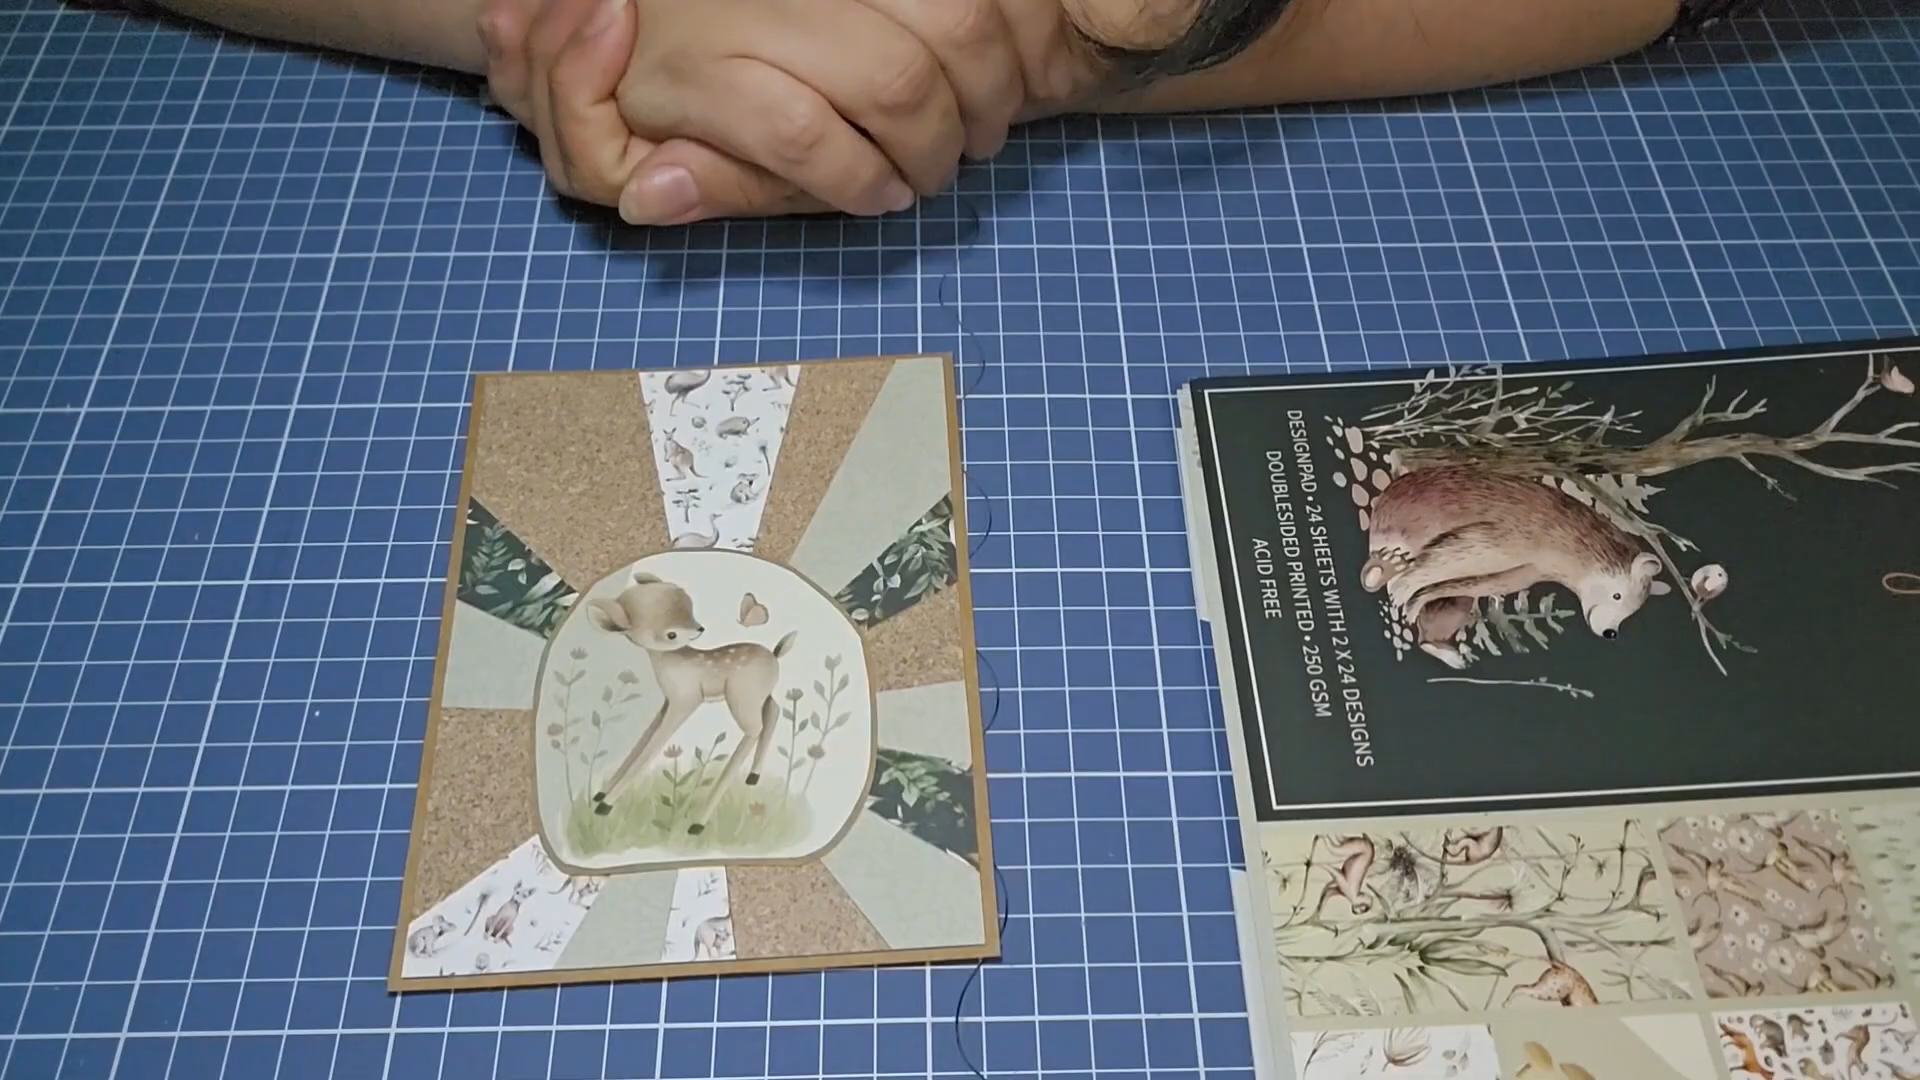 DESIGNPAD • 24 SHEETS WITH 2 X 24 DESIGNS
DOUBLESIDED PRINTED • 250 GSM
ACID FREE